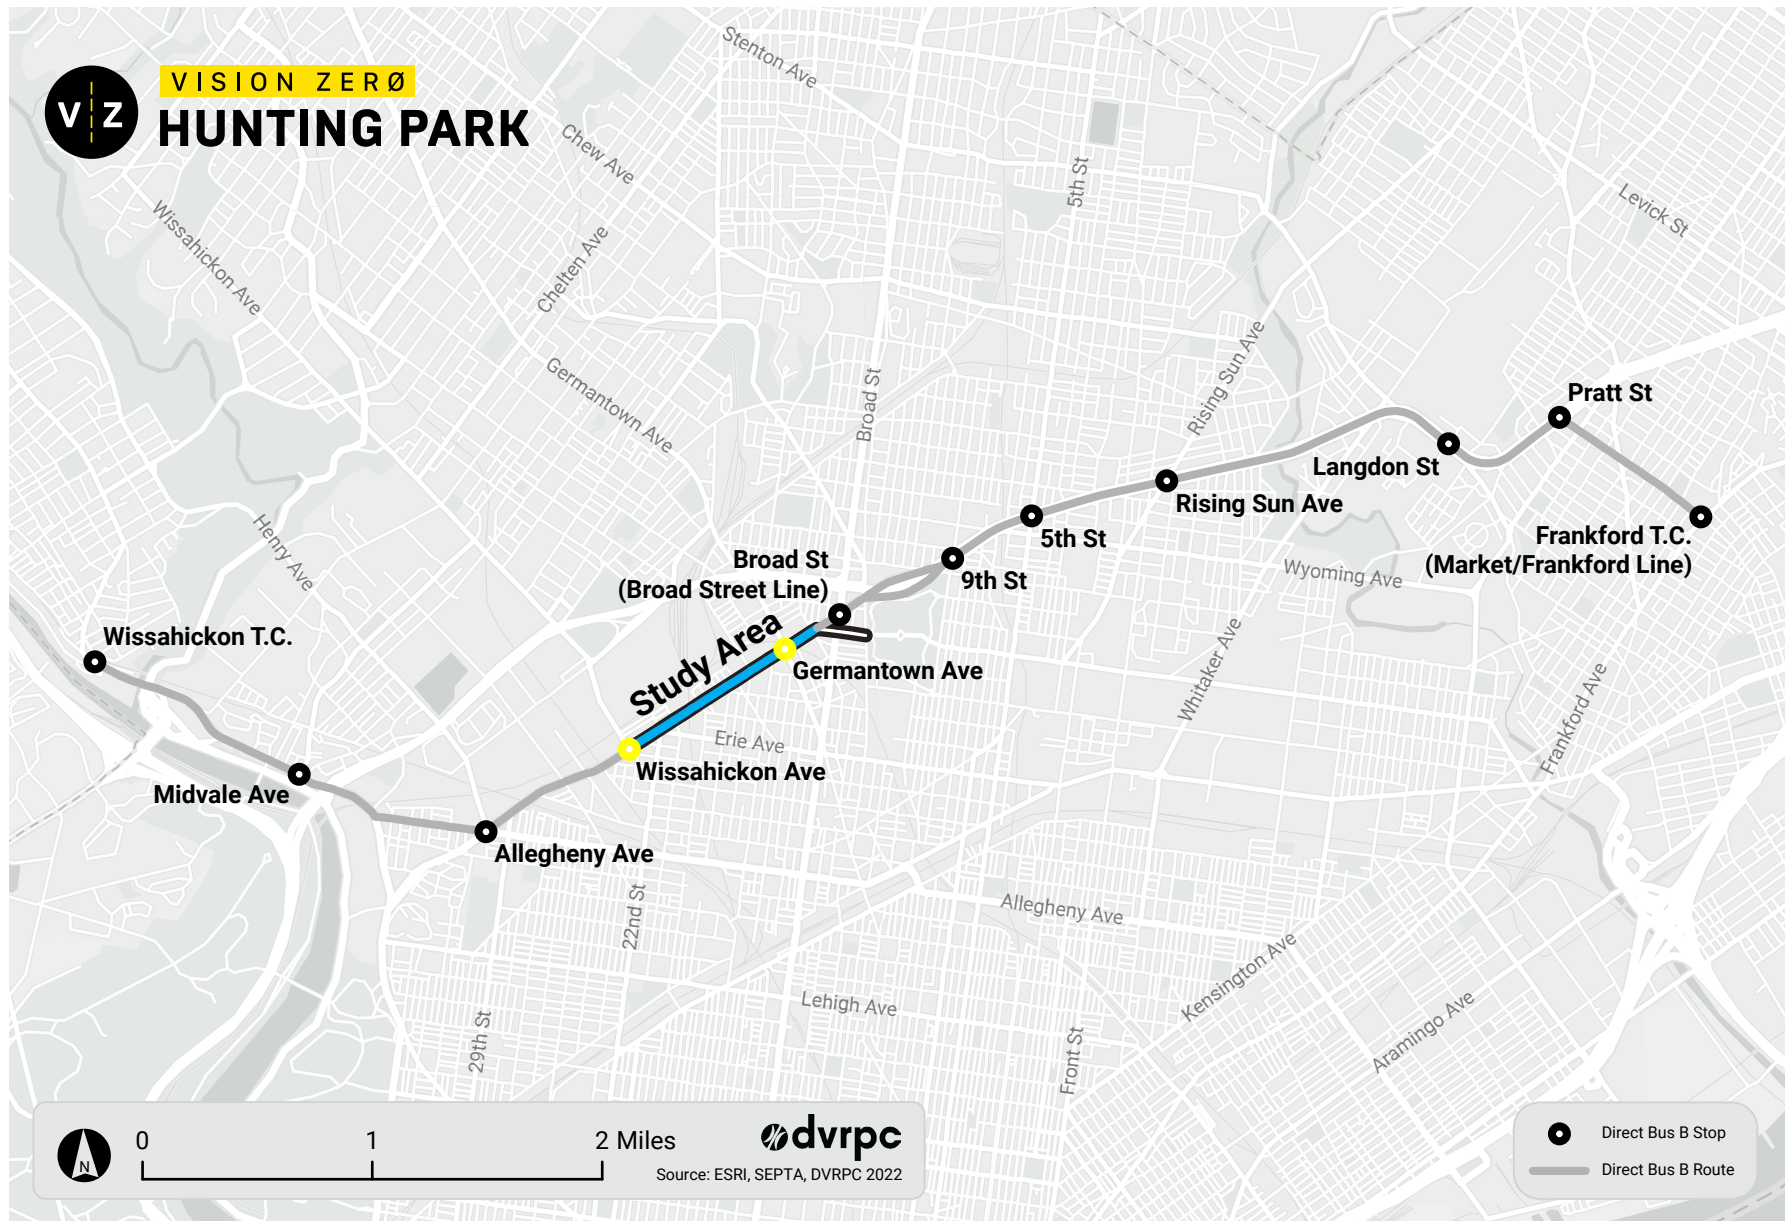 V Z
VISION ZERØ
HUNTING PARK
Stenton Ave
Chew Ave
5th St
Levick St
Wissahickon Ave
Chelten Ave
Germantown Ave
Broad St
Rising Sun Ave
Pratt St
Langdon St
Rising Sun Ave
Henry Ave
5th St
Frankford T.C.
(Market/Frankford Line)
Broad St
(Broad Street Line)
9th St
Wyoming Ave
Wissahickon T.C.
Study Area
Germantown Ave
Whitaker Ave
Frankford Ave
Erie Ave
Wissahickon Ave
Midvale Ave
Allegheny Ave
22nd St
Allegheny Ave
Kensington Ave
Lehigh Ave
29th St
Front St
Aramingo Ave
N
0 1 2 Miles
dvrpc
Source: ESRI, SEPTA, DVRPC 2022
Direct Bus B Stop
Direct Bus B Route